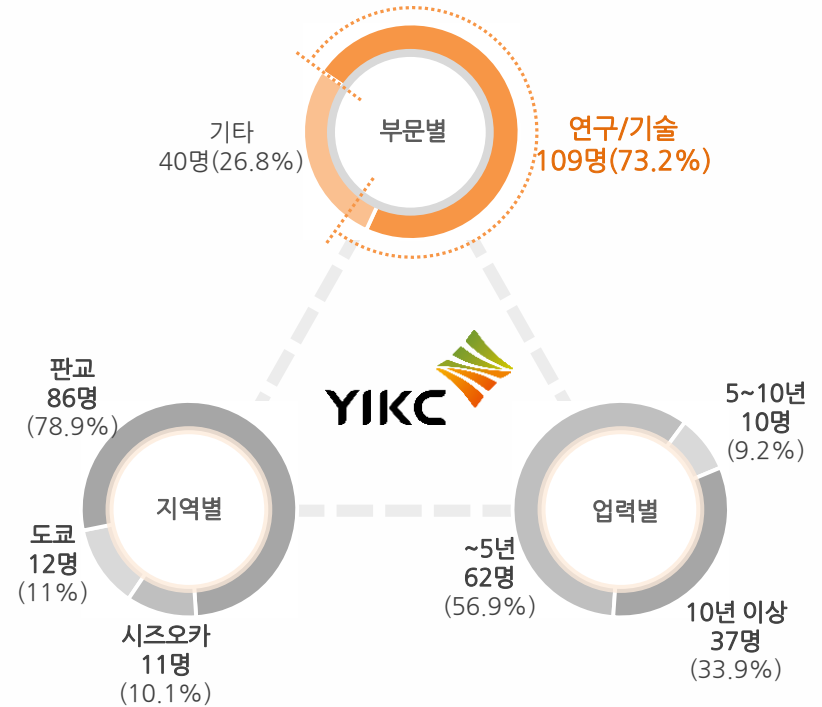 부문별
기타
40명(26.8%)
연구/기술
109명(73.2%)
YIKC
판교
86명
(78.9%)
지역별
도쿄
12명
(11%)
시즈오카
11명
(10.1%)
5~10년
10명
(9.2%)
업력별
~5년
62명
(56.9%)
10년 이상
37명
(33.9%)